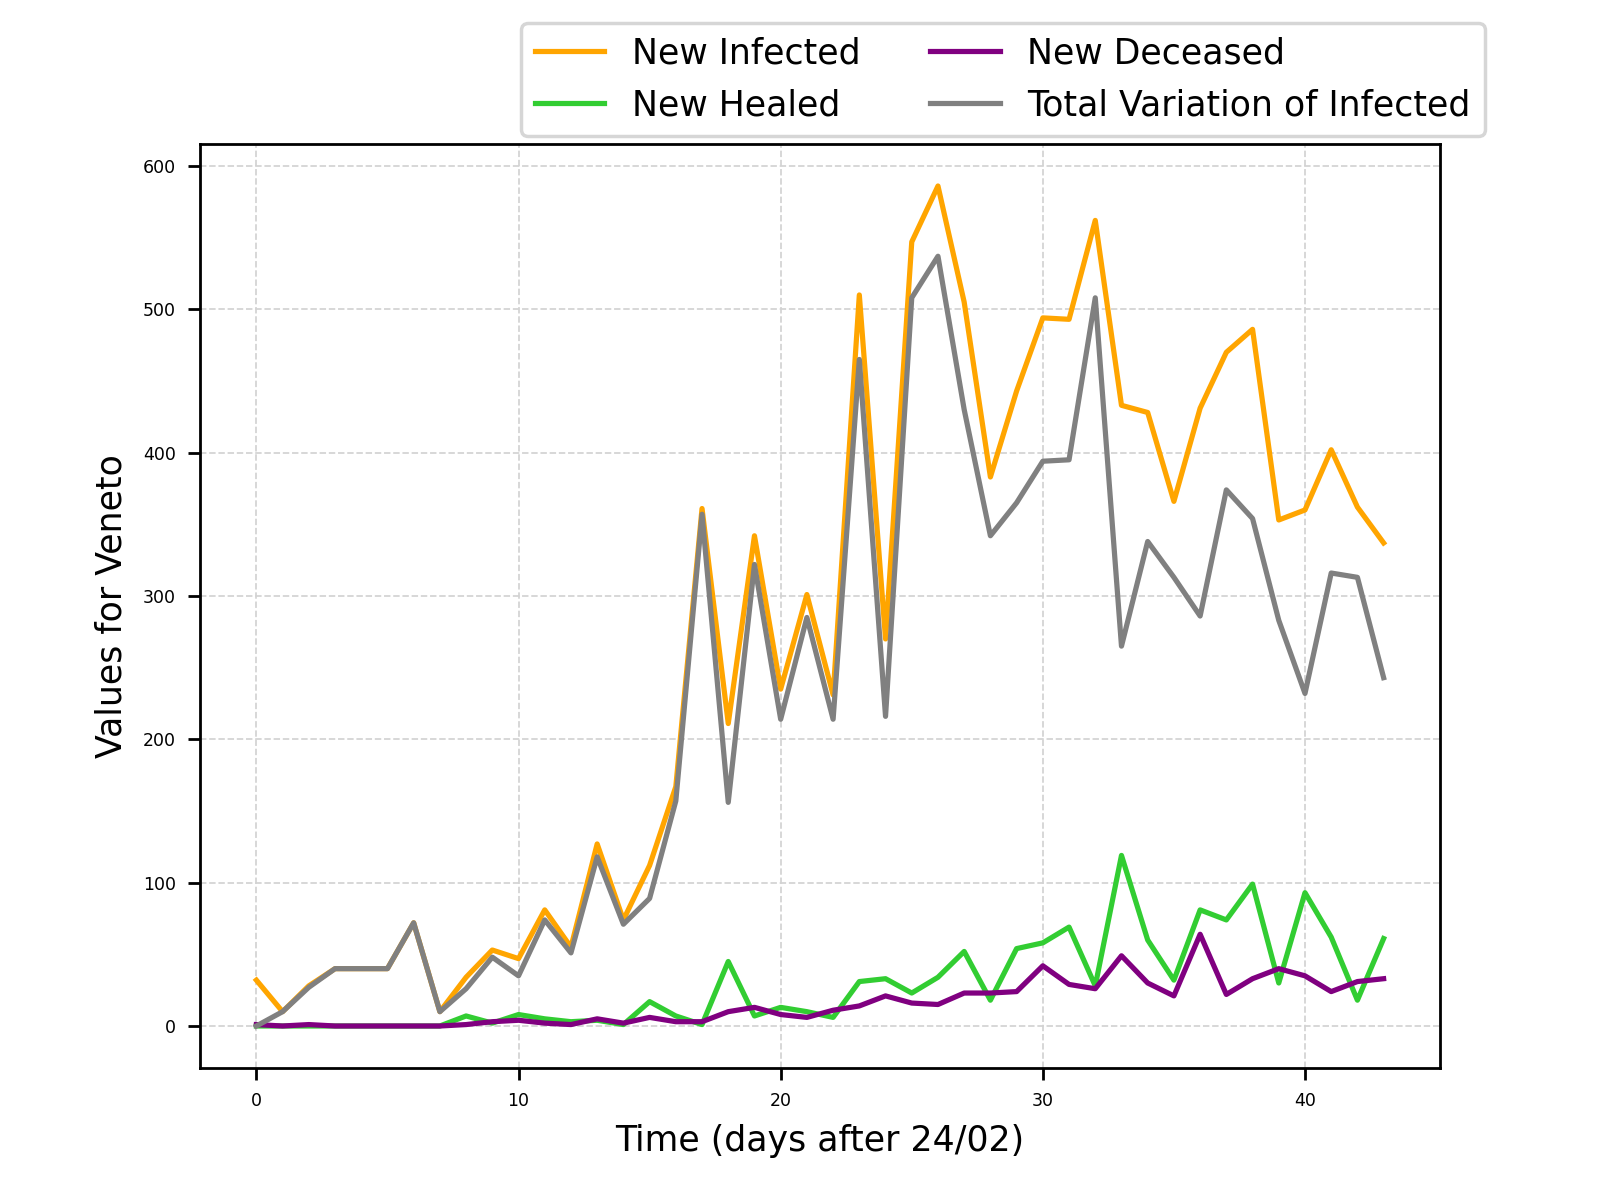 New Infected
New Healed
New Deceased
Total Variation of Infected
600
500
400
300
200
100
0
Values for Veneto
0 10 20 30 40
Time (days after 24/02)